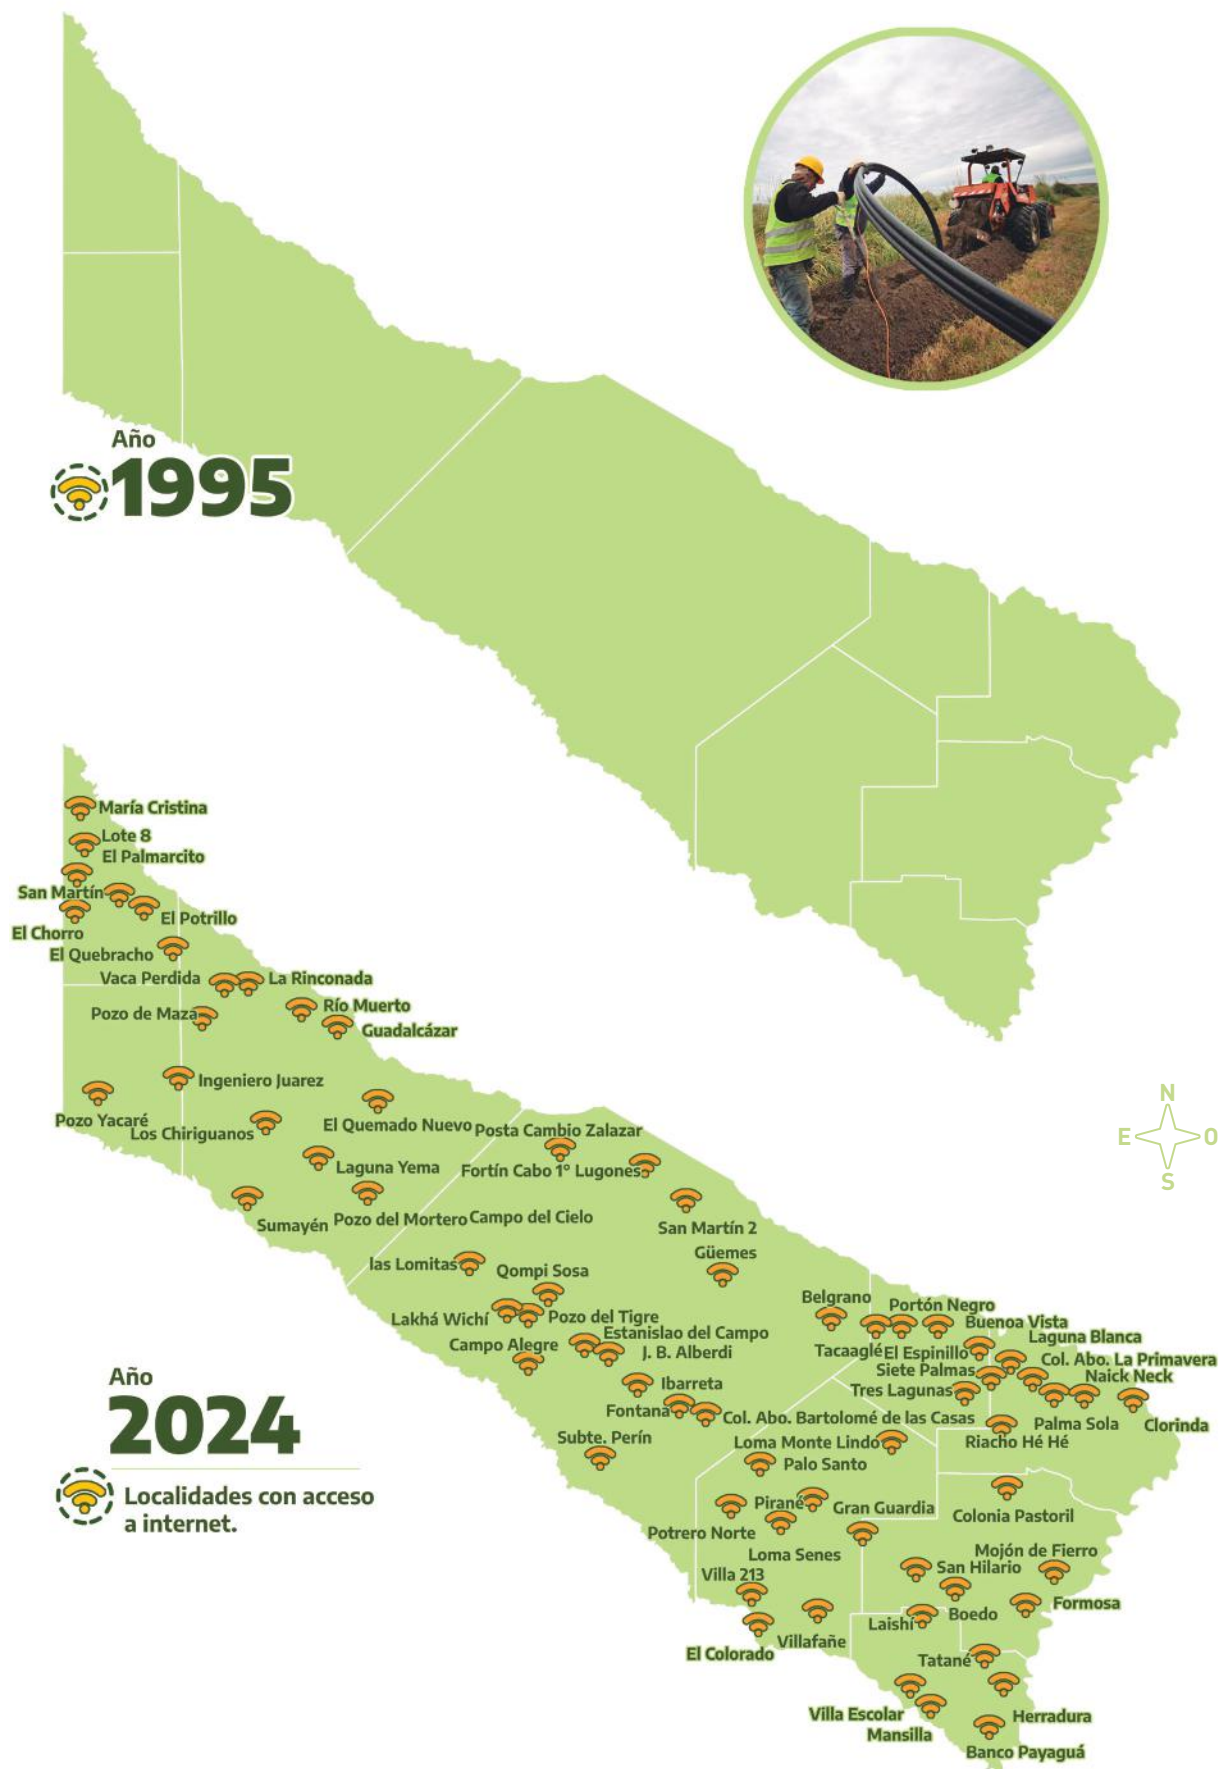 Año
1995
María Cristina
Lote 8
El Palmarcito
San Martín
El Potrillo
El Chorro
El Quebracho
Vaca Perdida
La Rinconada
Pozo de Maza
Río Muerto
Guadalcázar
Ingeniero Juarez
Pozo Yacaré
Los Chiriguanos
El Quemado Nuevo
Posta Cambio Zalazar
Laguna Yema
Fortín Cabo 1° Lugones
Sumayén
Pozo del Mortero
Campo del Cielo
San Martín 2
Güemes
las Lomitas
Qompi Sosa
Lakhá Wichí
Pozo del Tigre
Campo Alegre
Estanislao del Campo
J. B. Alberdi
Belgrano
Portón Negro
Buenoa Vista
Tacaaglé
El Espinillo
Laguna Blanca
Siete Palmas
Col. Abo. La Primavera
Tres Lagunas
Naick Neck
Ibarreta
Fontana
Col. Abo. Bartolomé de las Casas
Palma Sola
Clorinda
Riacho Hé Hé
Subte. Perín
Loma Monte Lindo
Palo Santo
Pirané
Gran Guardia
Colonia Pastoril
Potrero Norte
Loma Senes
Mojón de Fierro
San Hilario
Villa 213
Formosa
Boedo
Laishí
Villafañe
El Colorado
Tatané
Villa Escolar
Mansilla
Herradura
Banco Payaguá
N
E
O
S
Año
2024
Localidades con acceso
a internet.